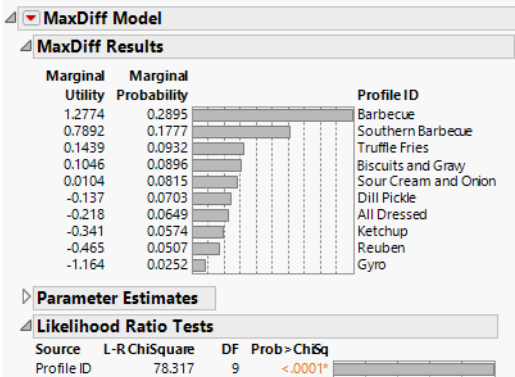 MaxDiff Model
MaxDiff Results
Marginal Marginal
Utility Probability Profile ID
1.2774 0.2895 Barbecue
0.7892 0.1777 Southern Barbecue
0.1439 0.0932 Truffle Fries
0.1046 0.0896 Biscuits and Gravy
0.0104 0.0815 Sour Cream and Onion
-0.137 0.0703 Dill Pickle
-0.218 0.0649 All Dressed
-0.341 0.0574 Ketchup
-0.465 0.0507 Reuben
-1.164 0.0252 Gyro
Parameter Estimates
Likelihood Ratio Tests
Source L-R ChiSquare DF Prob>ChiSq
Profile ID 78.317 9 <.0001*